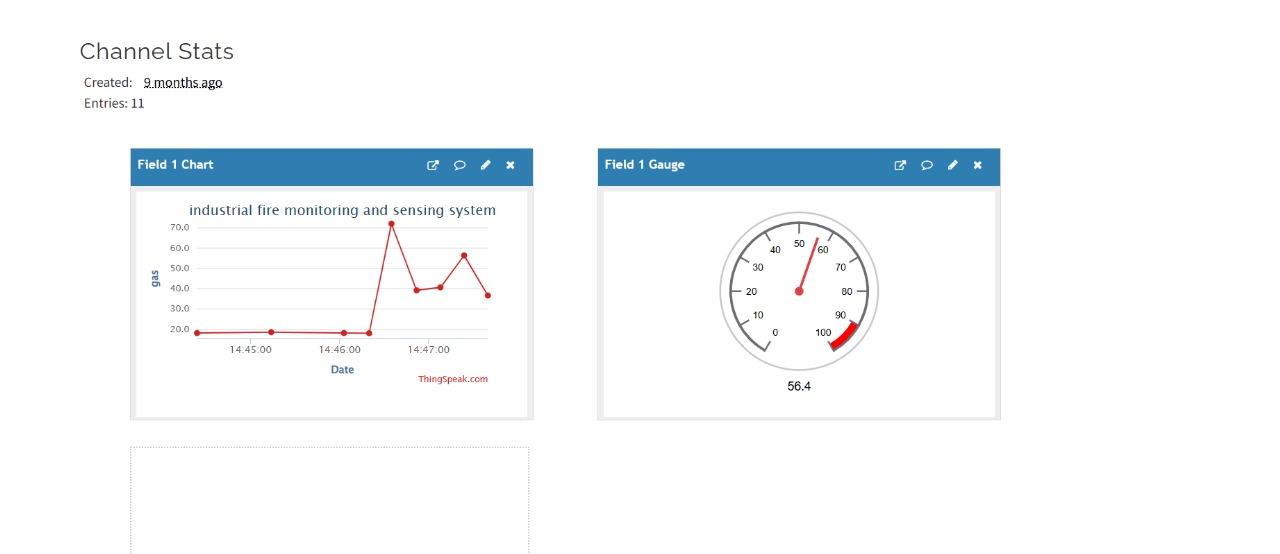 Channel Stats
Created: 9 months ago
Entries: 11
Field 1 Chart
industrial fire monitoring and sensing system
70.0
60.0
50.0
40.0
30.0
20.0
gas
14:45:00 14:46:00 14:47:00
Date
ThingSpeak.com
Field 1 Gauge
0
10
20
30
40
50
60
70
80
90
100
56.4